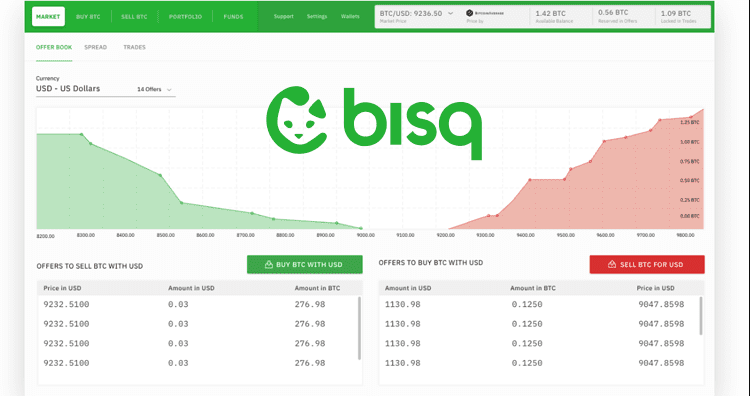 MARKET BUY BTC SELL BTC PORTFOLIO FUNDS Support Settings Wallets
BTC/USD: 9236.50
Market Price
Price by
1.42 BTC
Available Balance
0.56 BTC
Reserved in Offers
1.09 BTC
Locked in Trades
OFFER BOOK SPREAD TRADES
Currency
USD - US Dollars 14 Offers
bisq
1.25 BTC
1.00 BTC
0.75 BTC
0.50 BTC
0.25 BTC
0.00 BTC
8200.00 8300.00 8400.00 8500.00 8600.00 8700.00 8800.00 8900.00 9000.00 9100.00 9200.00 9300.00 9400.00 9500.00 9600.00 9700.00 9800.00
OFFERS TO SELL BTC WITH USD BUY BTC WITH USD
Price in USD Amount in USD Amount in BTC
9232.5100 0.03 276.98
9232.5100 0.03 276.98
9232.5100 0.03 276.98
9232.5100 0.03 276.98
OFFERS TO BUY BTC WITH USD SELL BTC FOR USD
Amount in USD Amount in BTC Price in USD
1130.98 0.1250 9047.8598
1130.98 0.1250 9047.8598
1130.98 0.1250 9047.8598
1130.98 0.1250 9047.8598